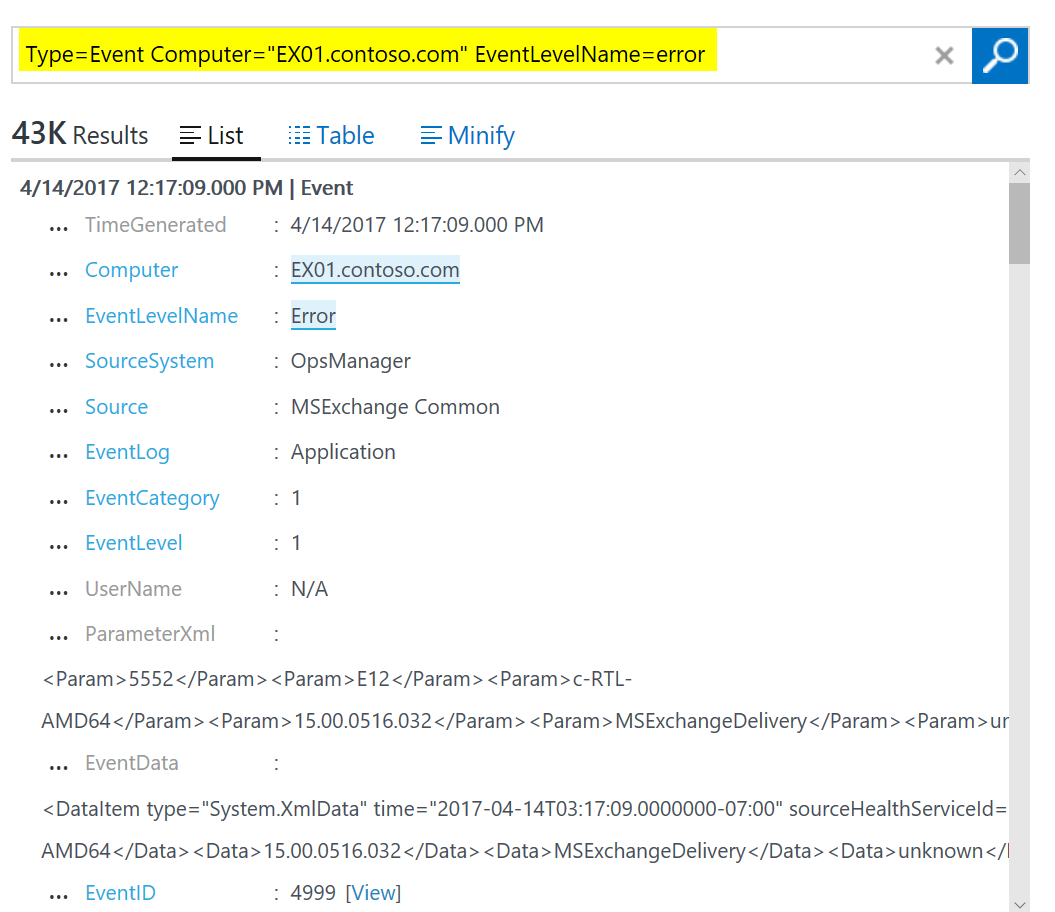 Type=Event Computer="EX01.contoso.com" EventLevelName=error
43K Results List Table Minify
4/14/2017 12:17:09.000 PM | Event
... TimeGenerated : 4/14/2017 12:17:09.000 PM
... Computer : EX01.contoso.com
... EventLevelName : Error
... SourceSystem : OpsManager
... Source : MSExchange Common
... EventLog : Application
... EventCategory : 1
... EventLevel : 1
... UserName : N/A
... ParameterXml :
<Param>5552</Param><Param>E12</Param><Param>c-RTL-
AMD64</Param><Param>15.00.0516.032</Param><Param>MSExchangeDelivery</Param><Param>un
... EventData :
<DataItem type="System.XmlData" time="2017-04-14T03:17:09.0000000-07:00" sourceHealthServiceId=
AMD64</Data><Data>15.00.0516.032</Data><Data>MSExchangeDelivery</Data><Data>unknown</
... EventID : 4999 [View]